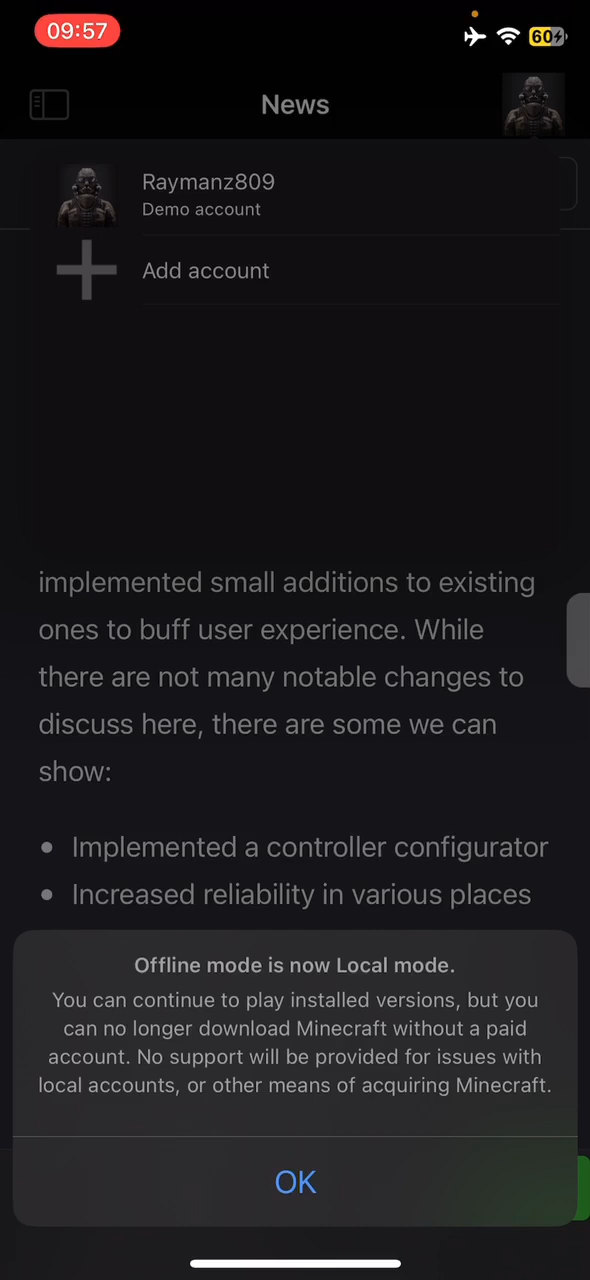 09:57
60
News
Raymanz809
Demo account
Add account
implemented small additions to existing
ones to buff user experience. While
there are not many notable changes to
discuss here, there are some we can
show:
• Implemented a controller configurator
• Increased reliability in various places
Offline mode is now Local mode.
You can continue to play installed versions, but you
can no longer download Minecraft without a paid
account. No support will be provided for issues with
local accounts, or other means of acquiring Minecraft.
OK